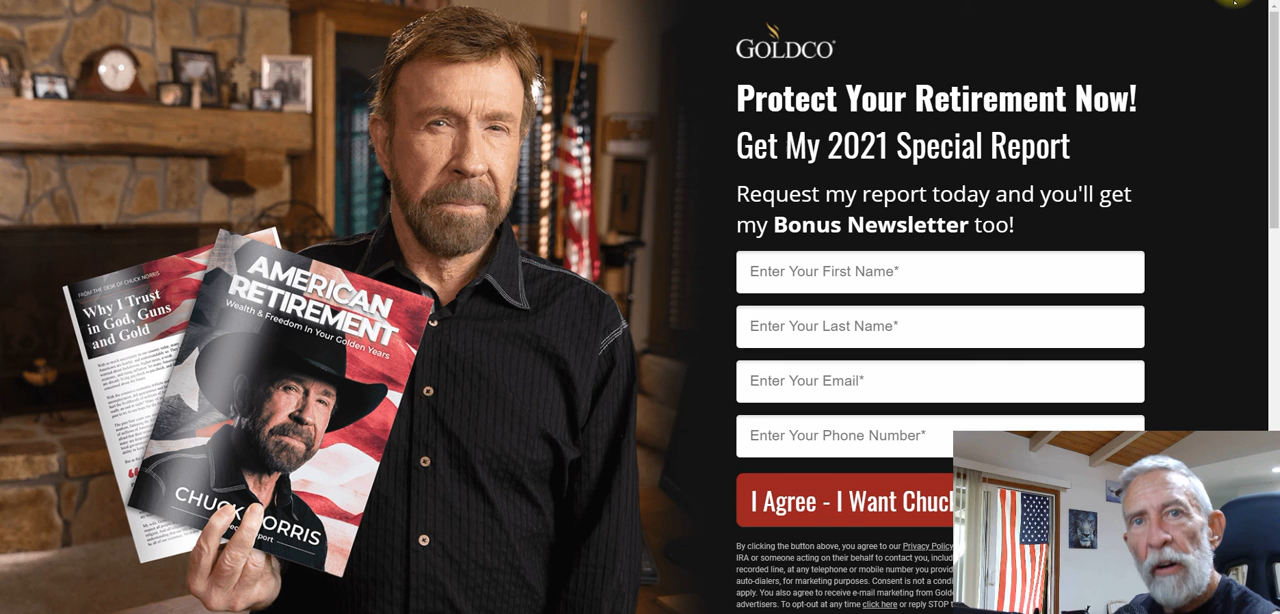 GOLDCO
Protect Your Retirement Now!
Get My 2021 Special Report
Request my report today and you'll get
my Bonus Newsletter too!
Enter Your First Name*
Enter Your Last Name*
Enter Your Email*
Enter Your Phone Number*
I Agree - I Want Chuck
By clicking the button above, you agree to our Privacy Policy
IRA or someone acting on their behalf to contact you, includ
recorded line, at any telephone or mobile number you provid
auto-dialers, for marketing purposes. Consent is not a condi
apply. You also agree to receive e-mail marketing from Gold
advertisers. To opt-out at any time click here or reply STOP t
FROM THE DESK OF CHUCK NORRIS
Why I Trust
in God, Guns
and Gold
AMERICAN
RETIREMENT
Wealth & Freedom In Your Golden Years
CHUCK NORRIS